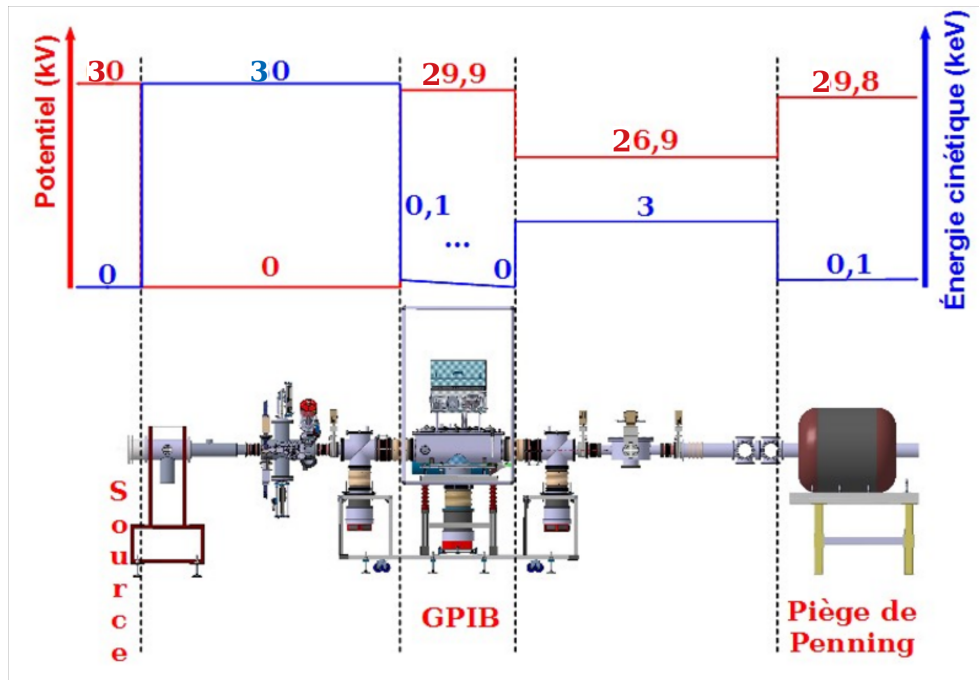 Potentiel (kV)
30
30
29,9
26,9
29,8
0
0
0,1
...
0
3
0,1
Énergie cinétique (keV)
Source
GPIB
Piège de
Penning